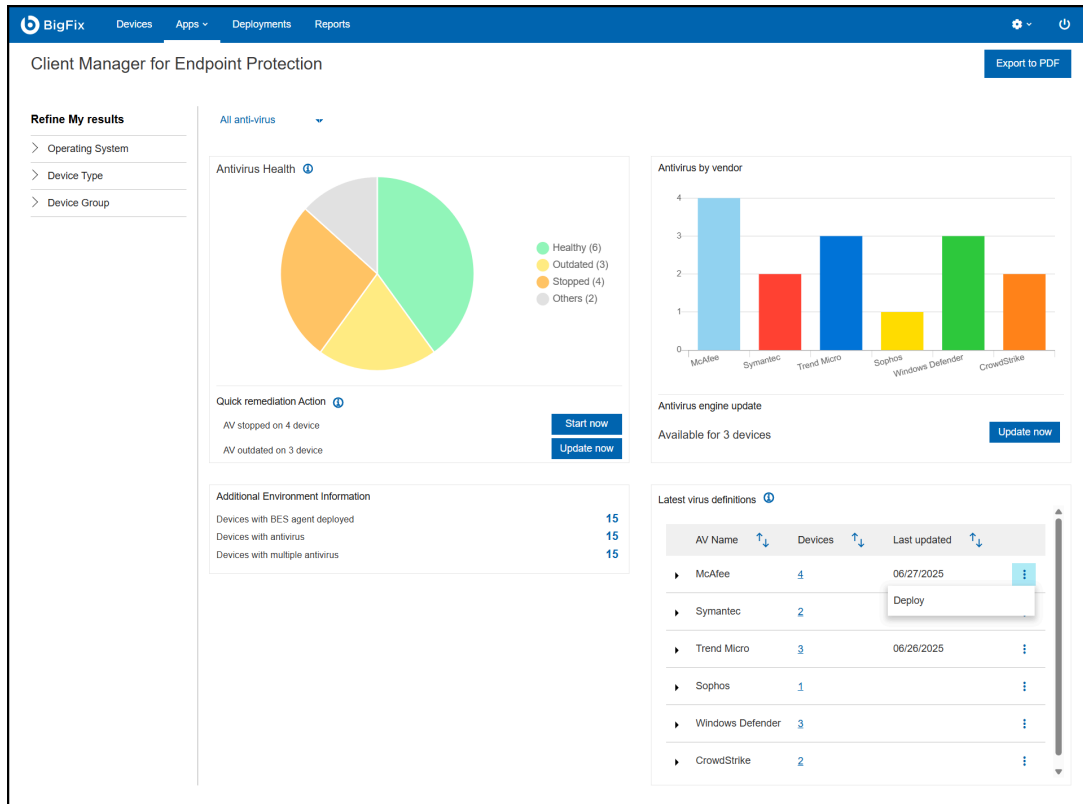 BigFix Devices Apps Deployments Reports
Client Manager for Endpoint Protection
Export to PDF
Refine My results
Operating System
Device Type
Device Group
All anti-virus
Antivirus Health
Healthy (6)
Outdated (3)
Stopped (4)
Others (2)
Quick remediation Action
AV stopped on 4 device Start now
AV outdated on 3 device Update now
Antivirus by vendor
4
3
2
1
0
McAfee Symantec Trend Micro Sophos Windows Defender CrowdStrike
Antivirus engine update
Available for 3 devices Update now
Additional Environment Information
Devices with BES agent deployed 15
Devices with antivirus 15
Devices with multiple antivirus 15
Latest virus definitions
AV Name Devices Last updated
McAfee 4 06/27/2025
Deploy
Symantec 2
Trend Micro 3 06/26/2025
Sophos 1
Windows Defender 3
CrowdStrike 2